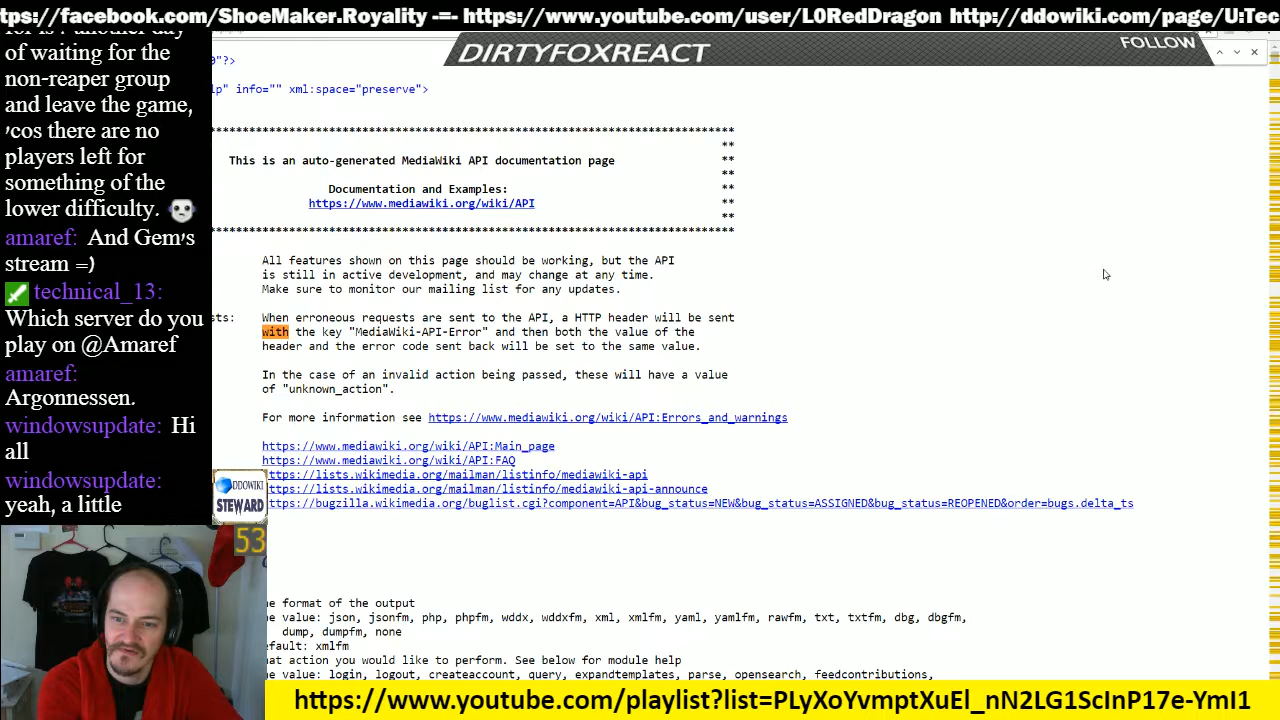 ttps://facebook.com/ShoeMaker.Royality -=- https://www.youtube.com/user/L0RedDragon http://ddowiki.com/page/U:Tec
DIRTYFOXREACT
FOLLOW
for is ? another day
of waiting for the
non-reaper group
and leave the game,
'cos there are no
players left for
something of the
lower difficulty.
amaref: And Gem's
stream =)
technical_13:
Which server do you
play on @Amaref
amaref:
Argonnessen.
windowsupdate: Hi
all
windowsupdate:
yeah, a little
0"?>
lp" info="" xml:space="preserve">
*************************************************************************
**
This is an auto-generated MediaWiki API documentation page **
**
Documentation and Examples: **
https://www.mediawiki.org/wiki/API **
**
*************************************************************************
All features shown on this page should be working, but the API
is still in active development, and may change at any time.
Make sure to monitor our mailing list for any updates.
sts: When erroneous requests are sent to the API, a HTTP header will be sent
with the key "MediaWiki-API-Error" and then both the value of the
header and the error code sent back will be set to the same value.
In the case of an invalid action being passed, these will have a value
of "unknown_action".
For more information see https://www.mediawiki.org/wiki/API:Errors_and_warnings
https://www.mediawiki.org/wiki/API:Main_page
https://www.mediawiki.org/wiki/API:FAQ
ttps://lists.wikimedia.org/mailman/listinfo/mediawiki-api
ttps://lists.wikimedia.org/mailman/listinfo/mediawiki-api-announce
ttps://bugzilla.wikimedia.org/buglist.cgi?component=API&bug_status=NEW&bug_status=ASSIGNED&bug_status=REOPENED&order=bugs.delta_ts
DDOWIKI
STEWARD
53
he format of the output
ne value: json, jsonfm, php, phpfm, wddx, wddxfm, xml, xmlfm, yaml, yamlfm, rawfm, txt, txtfm, dbg, dbgfm,
dump, dumpfm, none
efault: xmlfm
hat action you would like to perform. See below for module help
ne value: login, logout, createaccount, query, expandtemplates, parse, opensearch, feedcontributions,
https://www.youtube.com/playlist?list=PLyXoYvmptXuEl_nN2LG1ScInP17e-YmI1